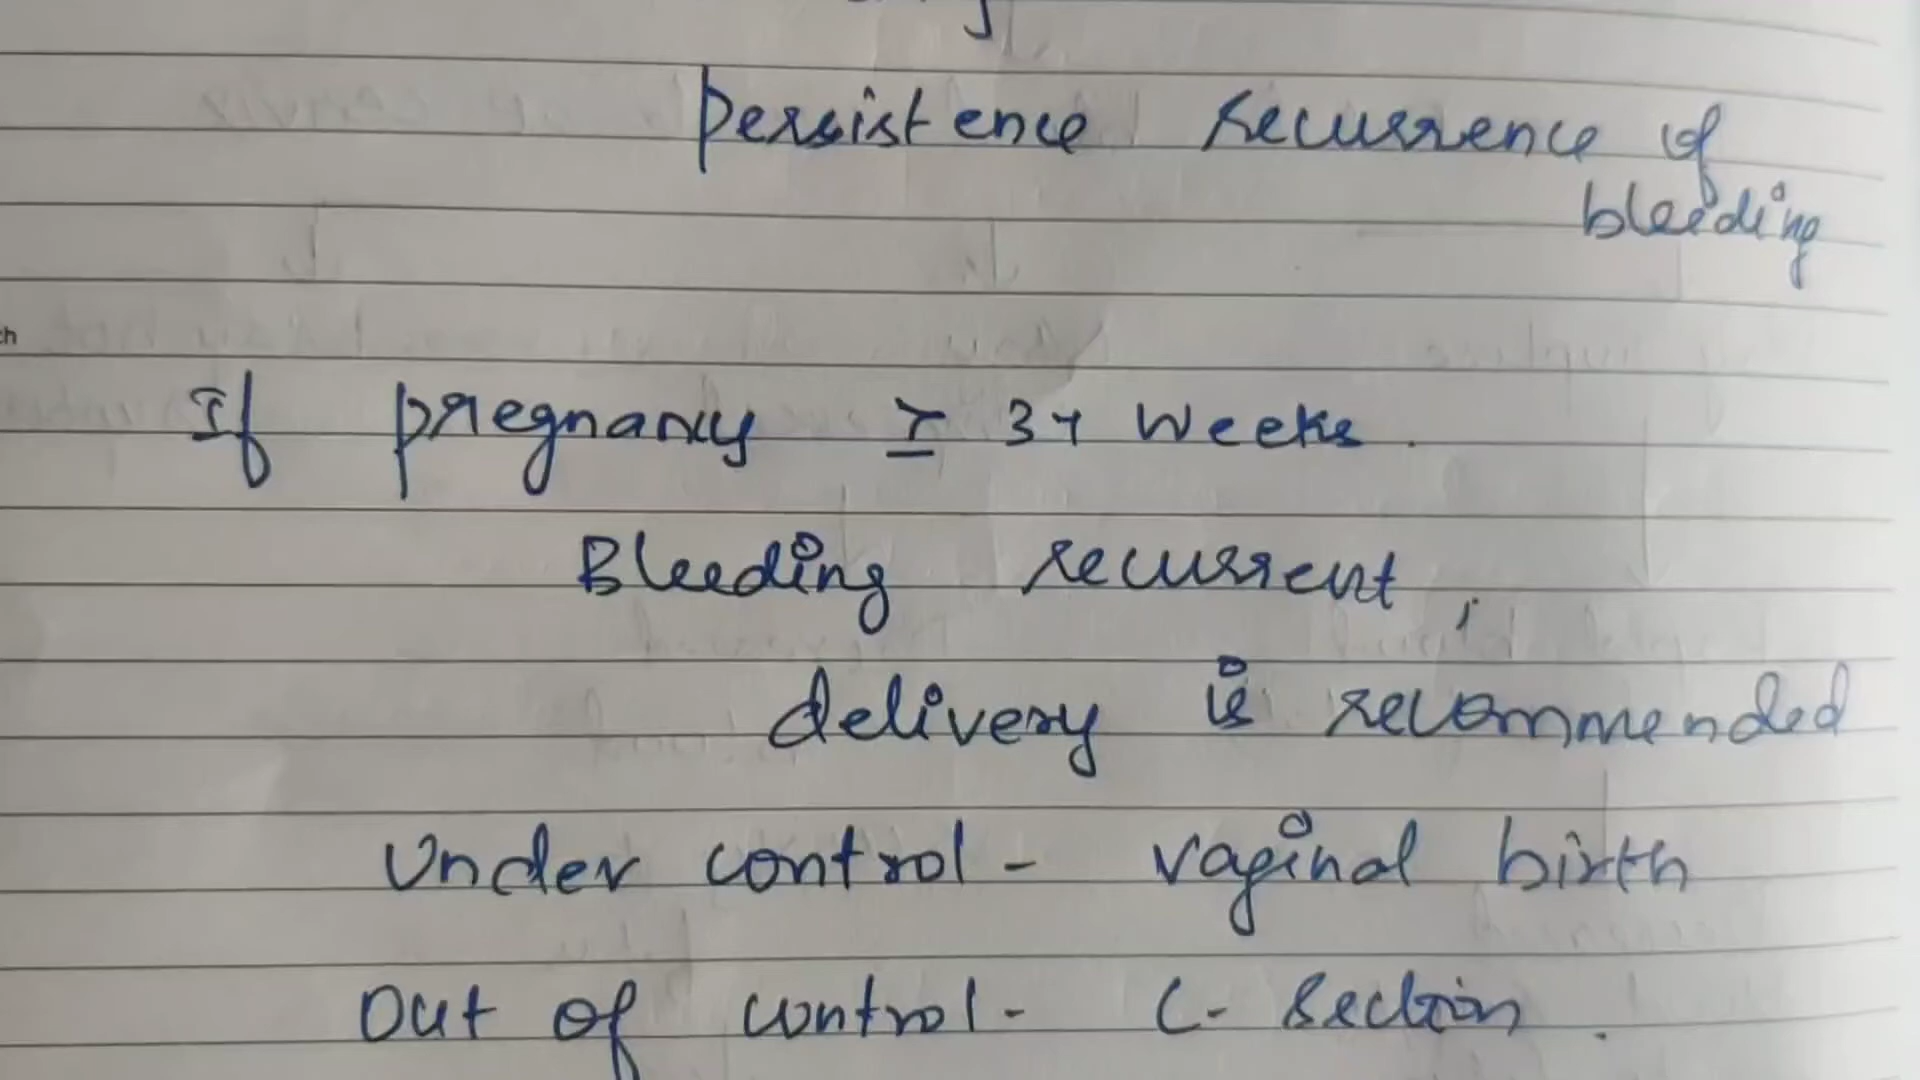 Persistence recurrence of
bleeding
If pregnancy ≥ 37 weeks.
Bleeding recurrent,
delivery is recommended
Under control - vaginal birth
Out of control - C-Section.